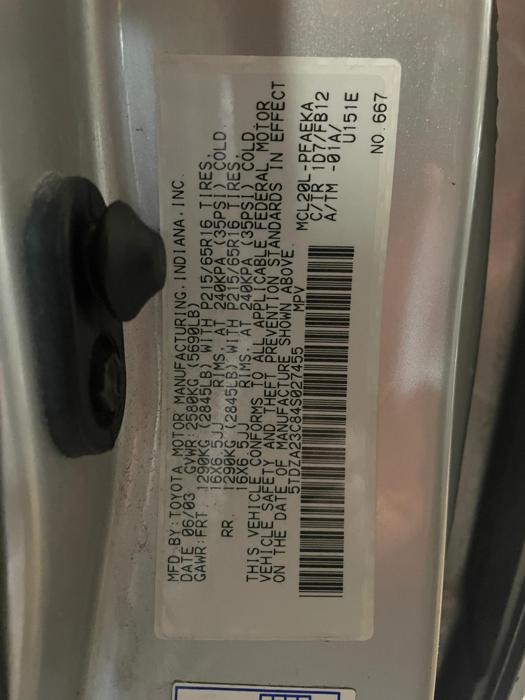 MFD.BY:TOYOTA MOTOR MANUFACTURING.INDIANA.INC.
DATE 06/03 GVWR:2580KG(5690LB)
GAWR:FRT. 1290KG (2845LB) WITH P215/65R16 TIRES,
16X6.5JJ RIMS, AT 240KPA (35PSI) COLD
RR. 1290KG (2845LB) WITH P215/65R16 TIRES,
16X6.5JJ RIMS, AT 240KPA (35PSI) COLD
THIS VEHICLE CONFORMS TO ALL APPLICABLE FEDERAL MOTOR
VEHICLE SAFETY AND THEFT PREVENTION STANDARDS IN EFFECT
ON THE DATE OF MANUFACTURE SHOWN ABOVE.
5TDZA23C84S027455 MPV
MCL20L-PFAEKA
C/TR 1D7/FB12
A/TM -01A/
U151E
NO.667